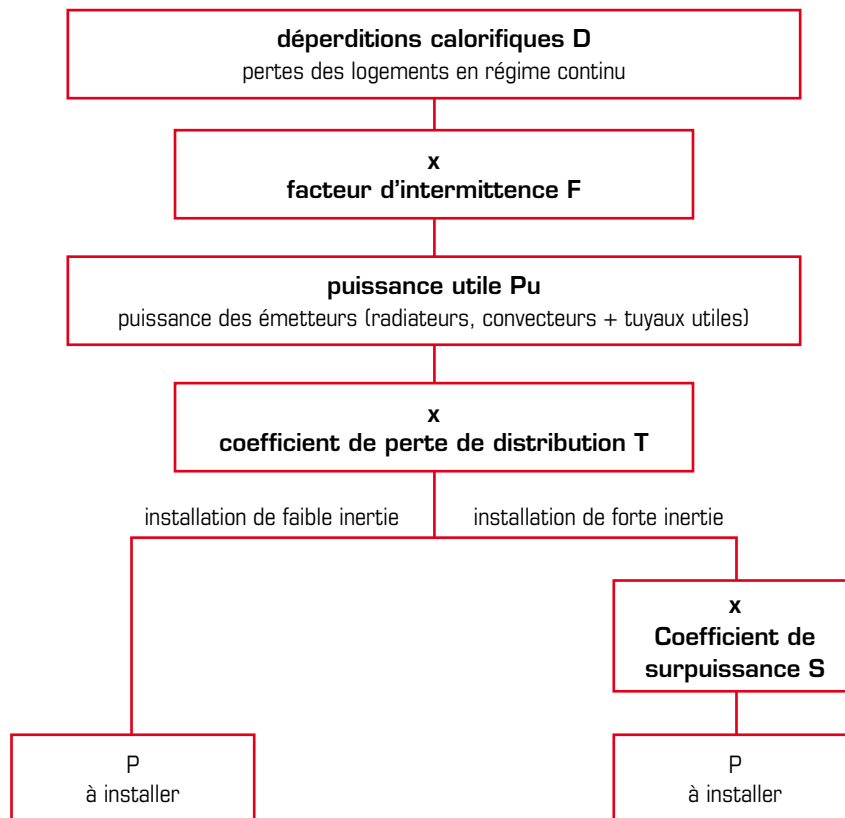 déperditions calorifiques D
pertes des logements en régime continu
x
facteur d'intermittence F
puissance utile Pu
puissance des émetteurs (radiateurs, convecteurs + tuyaux utiles)
x
coefficient de perte de distribution T
installation de faible inertie
installation de forte inertie
x
Coefficient de
surpuissance S
P
à installer
P
à installer